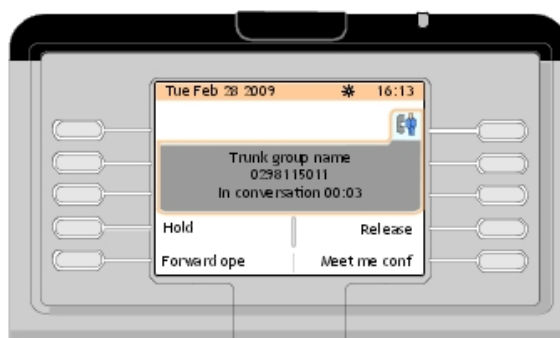 Tue Feb 28 2009 16:13
Trunk group name
0298115011
In conversation 00:03
Hold Release
Forward ope Meet me conf